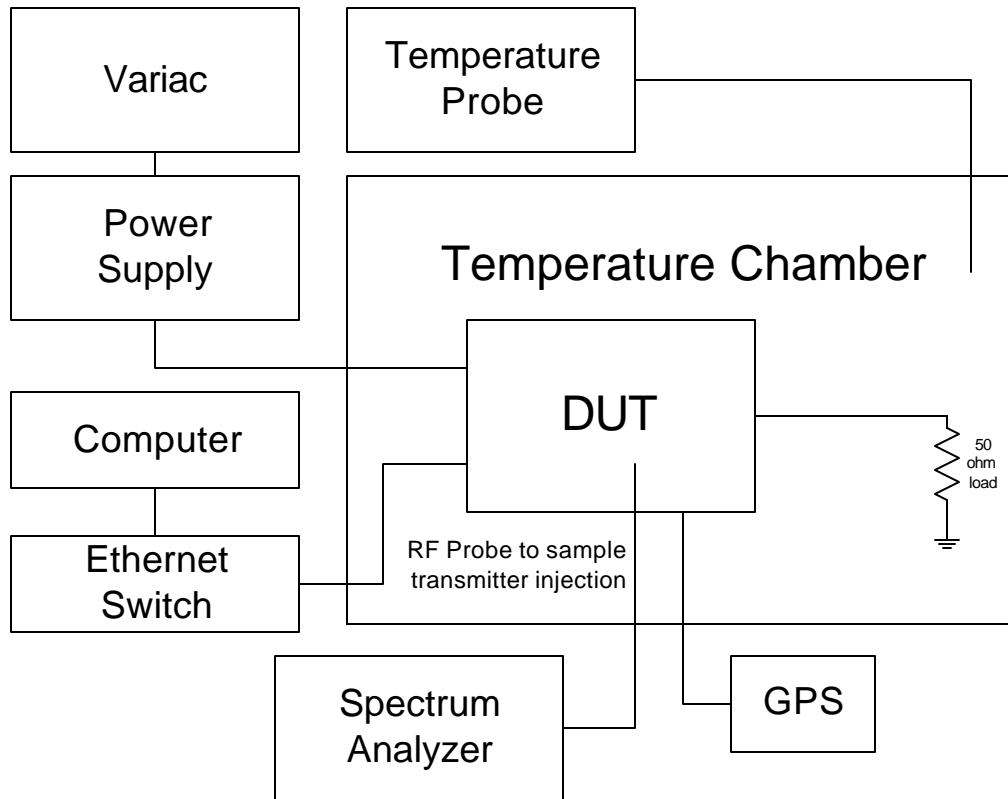 Variac
Temperature
Probe
Power
Supply
Temperature Chamber
DUT
Computer
50
ohm
load
Ethernet
Switch
RF Probe to sample
transmitter injection
Spectrum
Analyzer
GPS